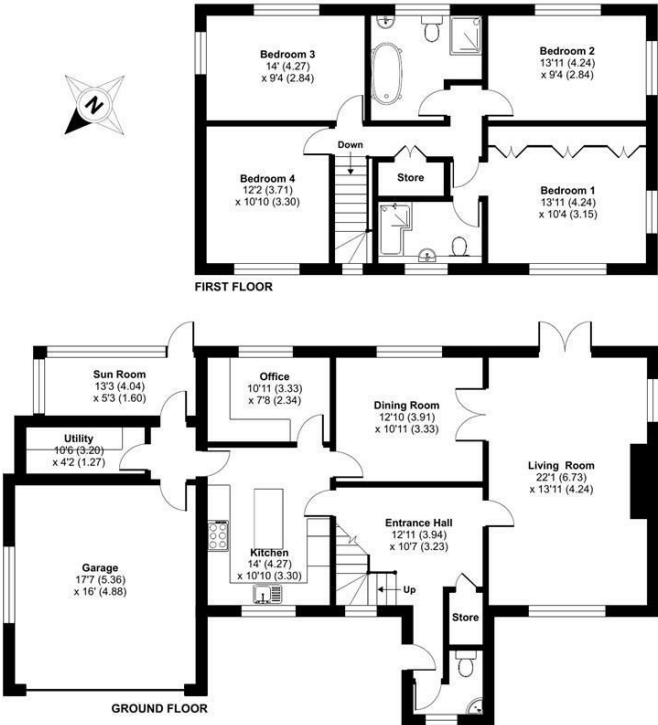 Bedroom 3
14' (4.27)
x 9'4 (2.84)
Bedroom 2
13'11 (4.24)
x 9'4 (2.84)
N
Down
Bedroom 4
12'2 (3.71)
x 10'10 (3.30)
Store
Bedroom 1
13'11 (4.24)
x 10'4 (3.15)
FIRST FLOOR
Sun Room
13'3 (4.04)
x 5'3 (1.60)
Office
10'11 (3.33)
x 7'8 (2.34)
Dining Room
12'10 (3.91)
x 10'11 (3.33)
Utility
10'6 (3.20)
x 4'2 (1.27)
Living Room
22'1 (6.73)
x 13'11 (4.24)
Entrance Hall
12'11 (3.94)
x 10'7 (3.23)
Kitchen
14' (4.27)
x 10'10 (3.30)
Garage
17'7 (5.36)
x 16' (4.88)
Up
Store
GROUND FLOOR